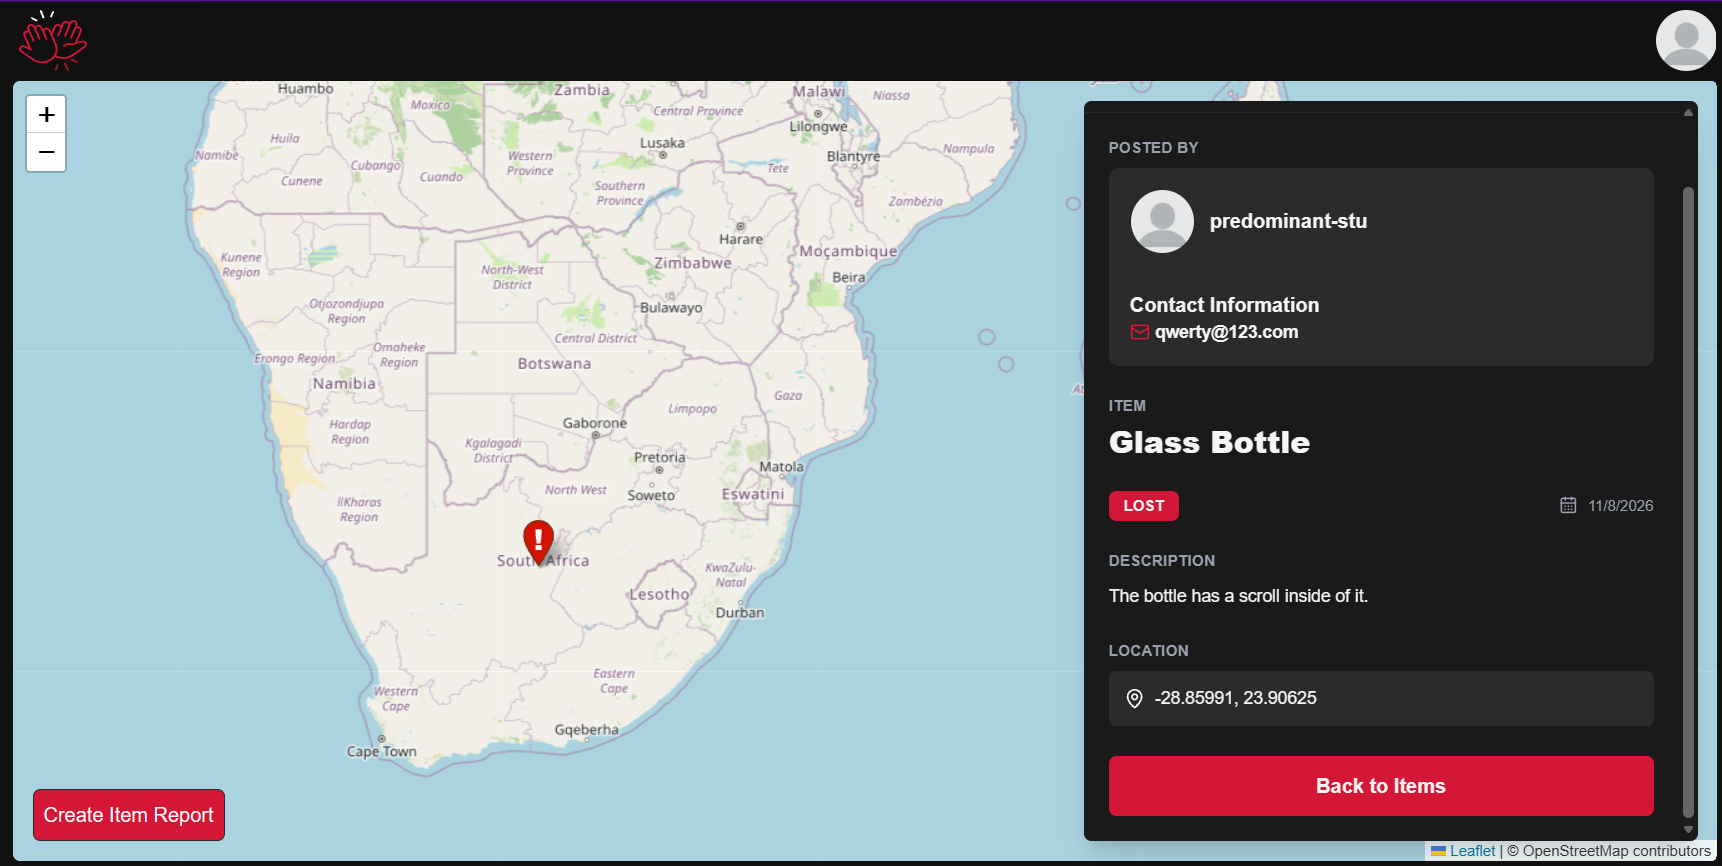 +
−
Huambo
Moxico
Zambia
Central Province
Malawi
Niassa
Lilongwe
Huíla
Lusaka
Namibe
Cubango
Cunene
Cuando
Western
Province
Southern
Province
Blantyre
Tete
Nampula
Zambézia
Harare
Kunene
Region
North-West
District
Zimbabwe
Moçambique
Beira
Otjozondjupa
Region
Bulawayo
Central District
Omaheke
Region
Erongo Region
Botswana
Namibia
Gaza
Limpopo
Hardap
Region
Gaborone
Kgalagadi
District
Pretoria
Matola
North West
Soweto
Eswatini
IlKharas
Region
!
South Africa
KwaZulu-
Natal
Lesotho
Durban
Eastern
Cape
Western
Cape
Gqeberha
Cape Town
Create Item Report
POSTED BY
predominant-stu
Contact Information
qwerty@123.com
ITEM
Glass Bottle
LOST
11/8/2026
DESCRIPTION
The bottle has a scroll inside of it.
LOCATION
-28.85991, 23.90625
Back to Items
Leaflet | © OpenStreetMap contributors